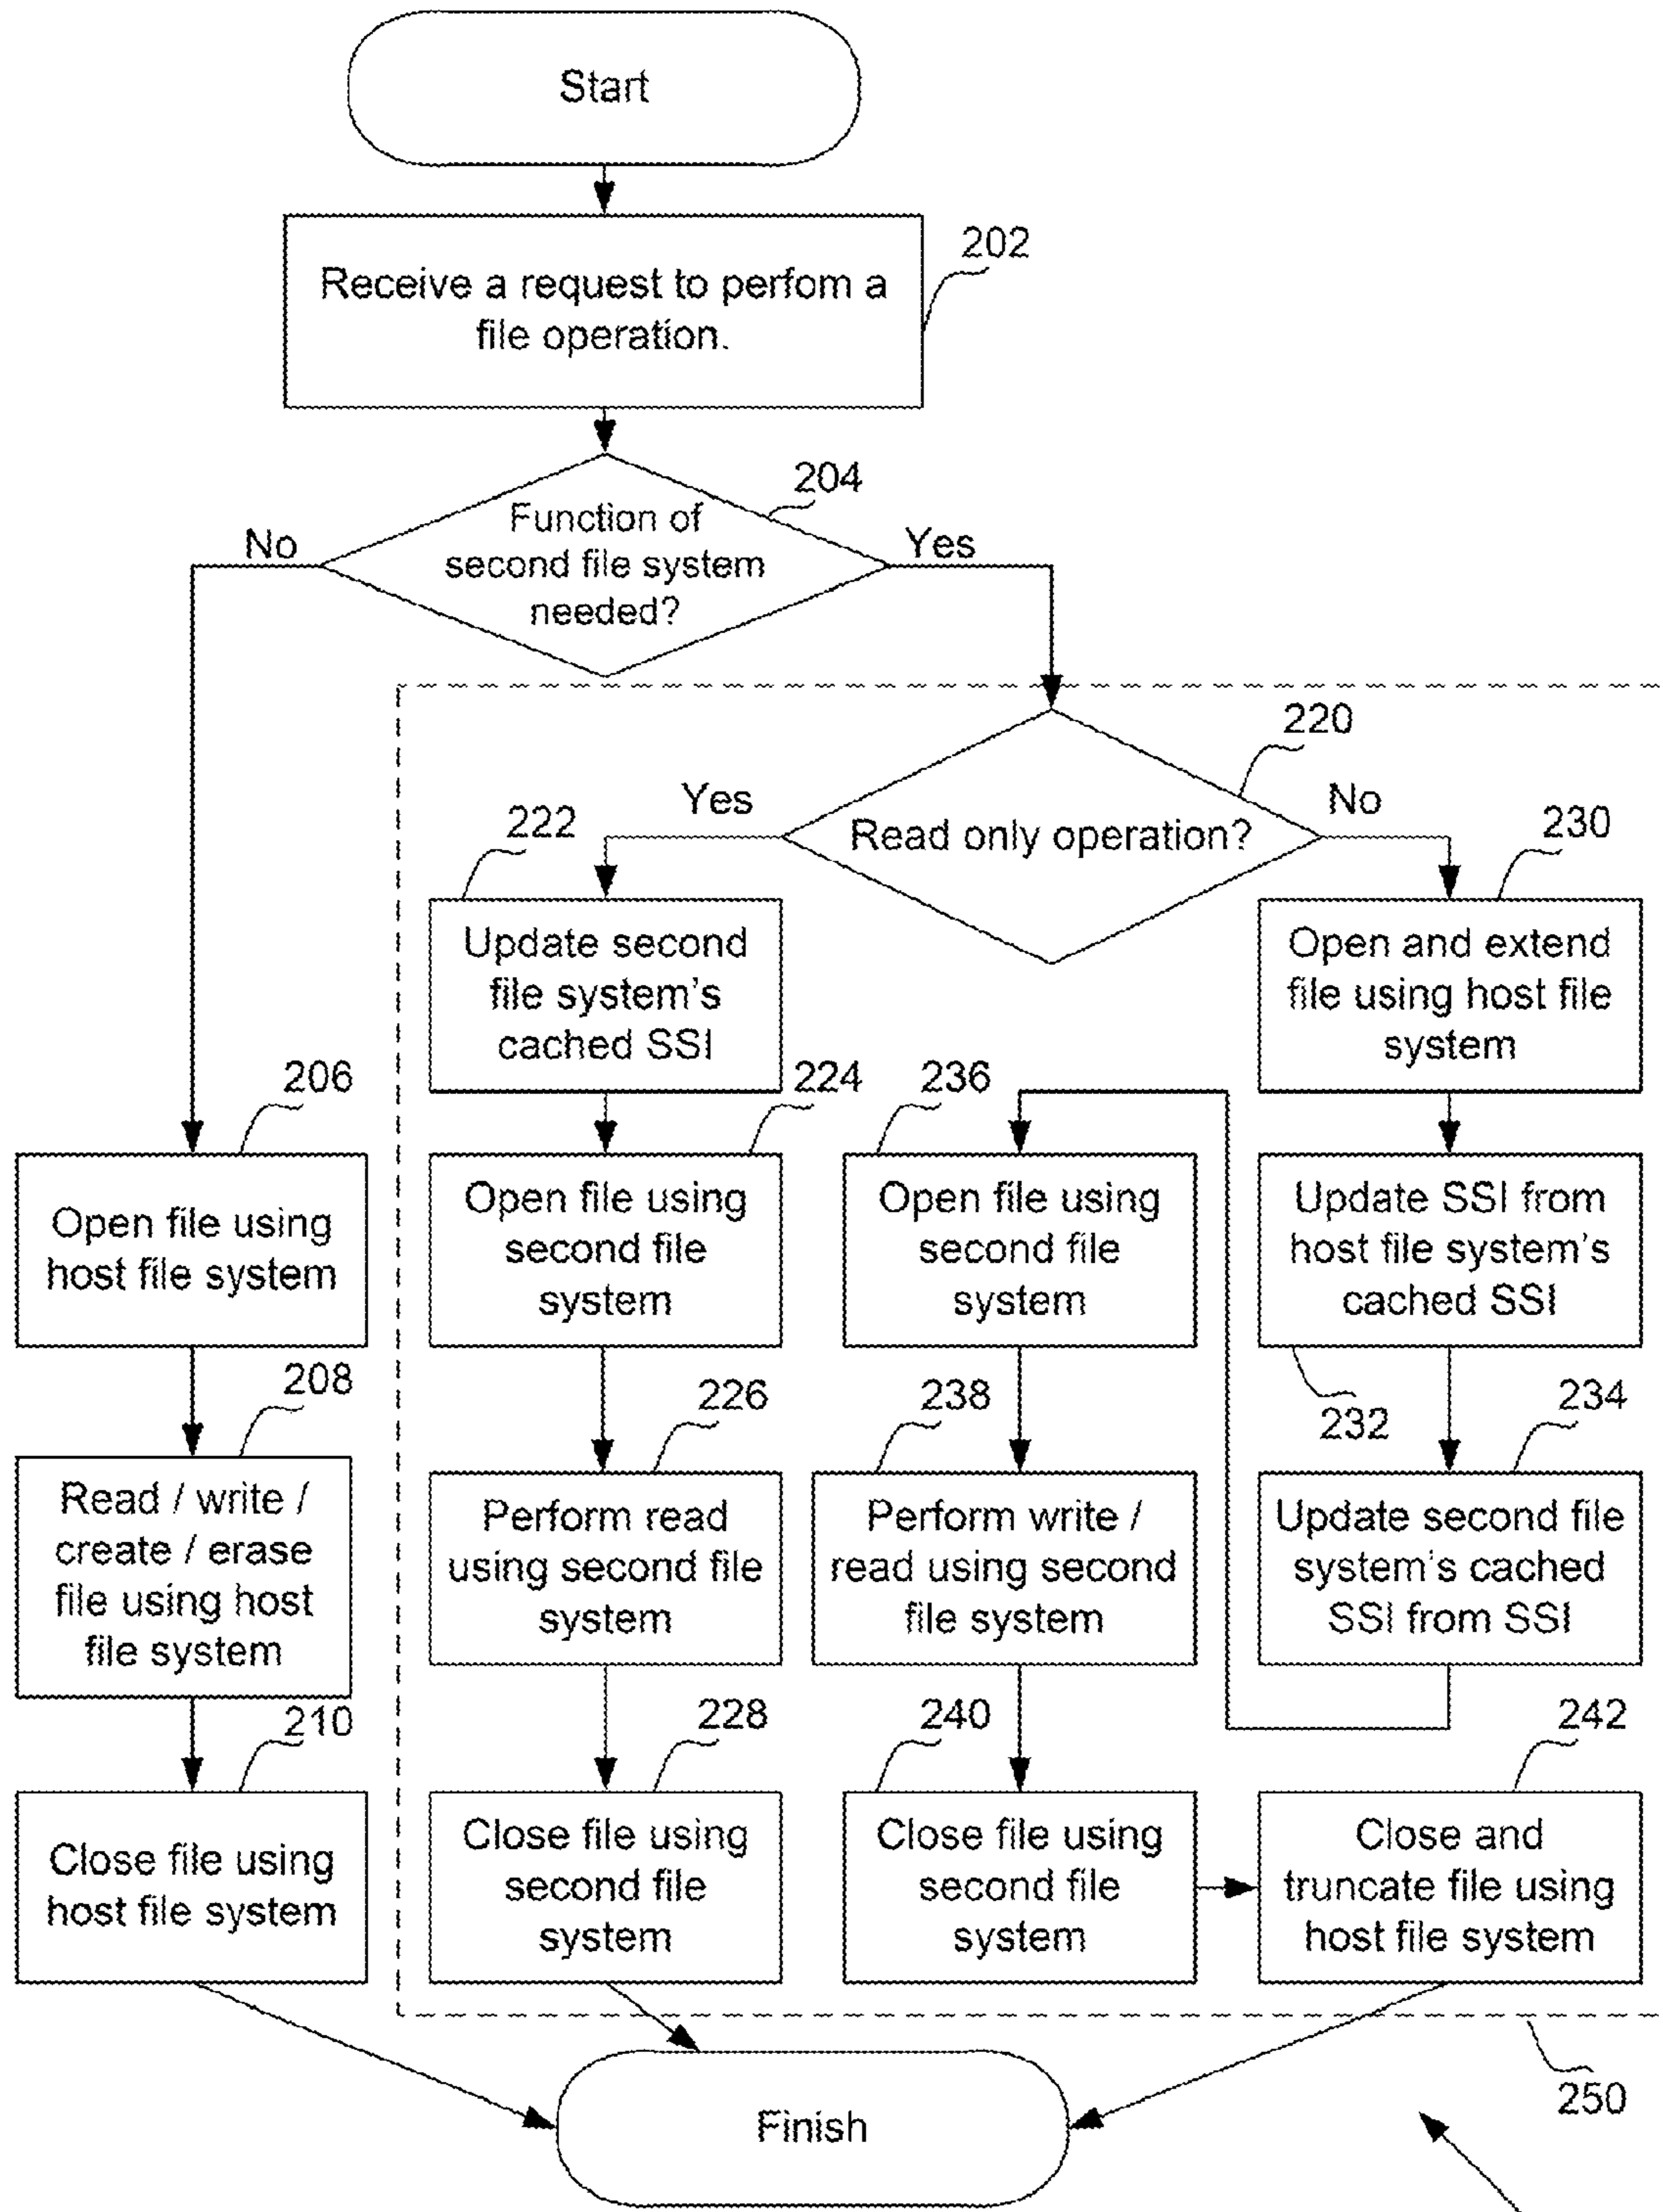 Start
202
Receive a request to perfom a
file operation.
204
Function of
second file system
needed?
No
Yes
220
Read only operation?
Yes
No
222
Update second
file system's
cached SSI
230
Open and extend
file using host file
system
206
Open file using
host file system
224
Open file using
second file
system
236
Open file using
second file
system
Update SSI from
host file system's
cached SSI
232
208
Read / write /
create / erase
file using host
file system
226
Perform read
using second file
system
238
Perform write /
read using second
file system
234
Update second file
system's cached
SSI from SSI
210
Close file using
host file system
228
Close file using
second file
system
240
Close file using
second file
system
242
Close and
truncate file using
host file system
250
Finish